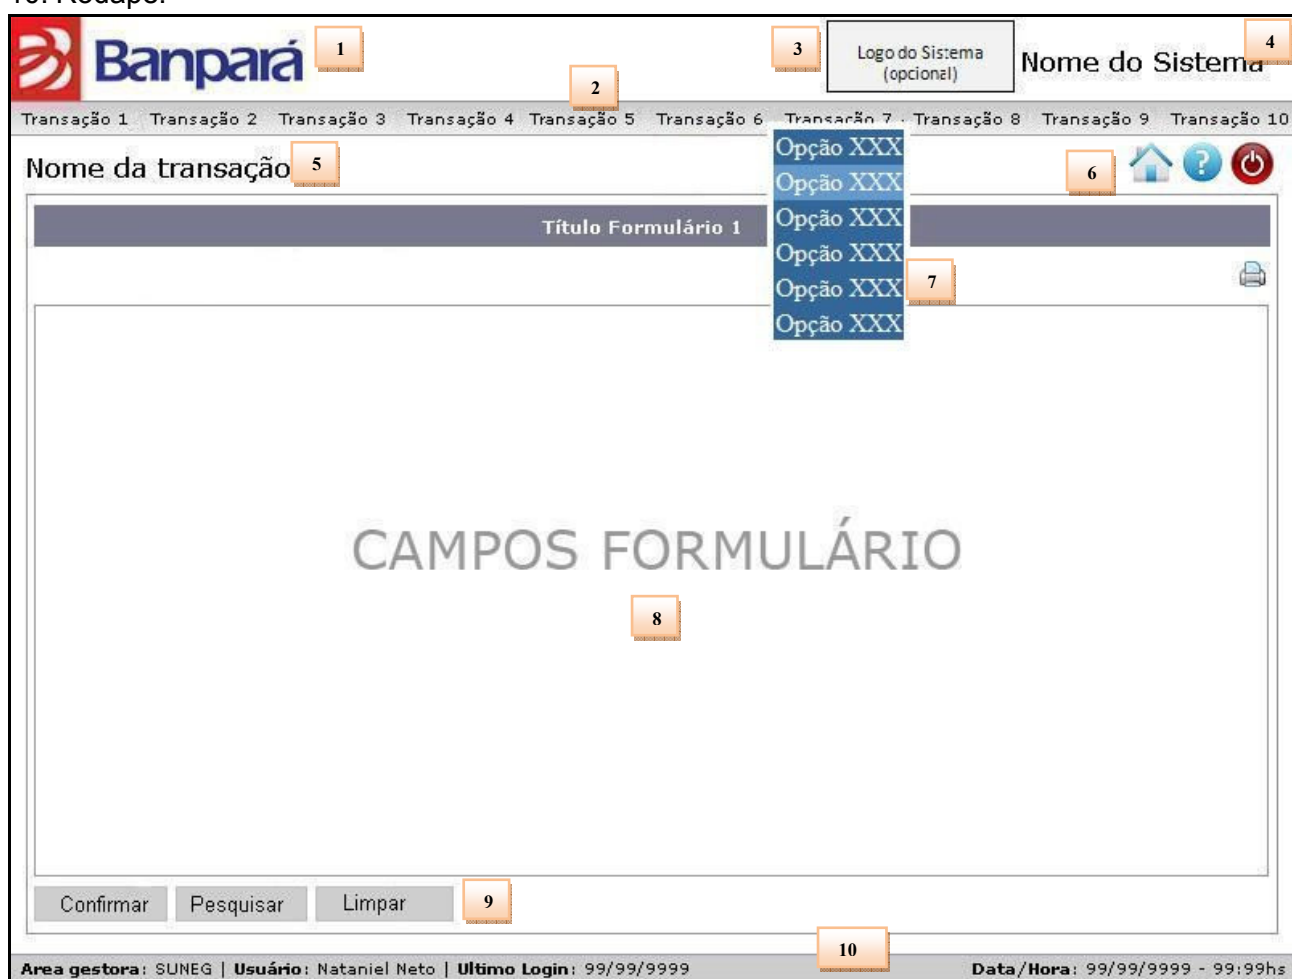 10. Rodapé.
Banpará 1 3 Logo do Sistema (opcional) Nome do Sistema 4
2
Transação 1 Transação 2 Transação 3 Transação 4 Transação 5 Transação 6 Transação 7 Transação 8 Transação 9 Transação 10
Nome da transação 5 6
Opção XXX
Opção XXX
Opção XXX
Opção XXX
Opção XXX
Opção XXX
7
Título Formulário 1
CAMPOS FORMULÁRIO
8
Confirmar Pesquisar Limpar 9
10
Area gestora: SUNEG | Usuário: Nataniel Neto | Ultimo Login: 99/99/9999 Data/Hora: 99/99/9999 - 99:99hs